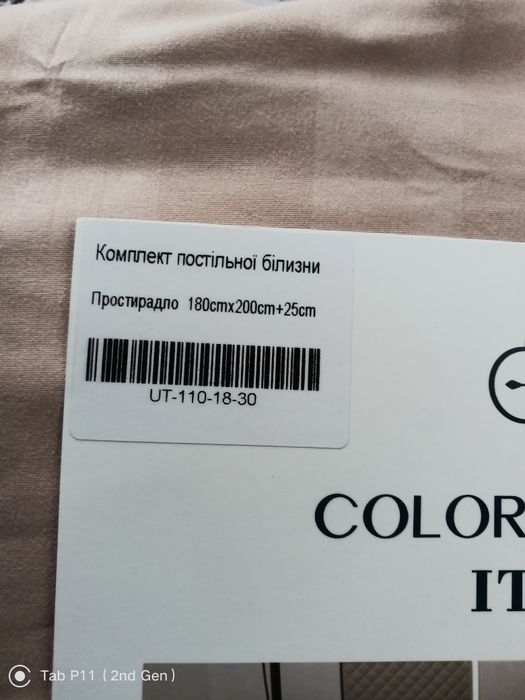 Комплект постільної білизни
Простирадло 180cmx200cm+25cm
UT-110-18-30
COLOR
IT
Tab P11 (2nd Gen)